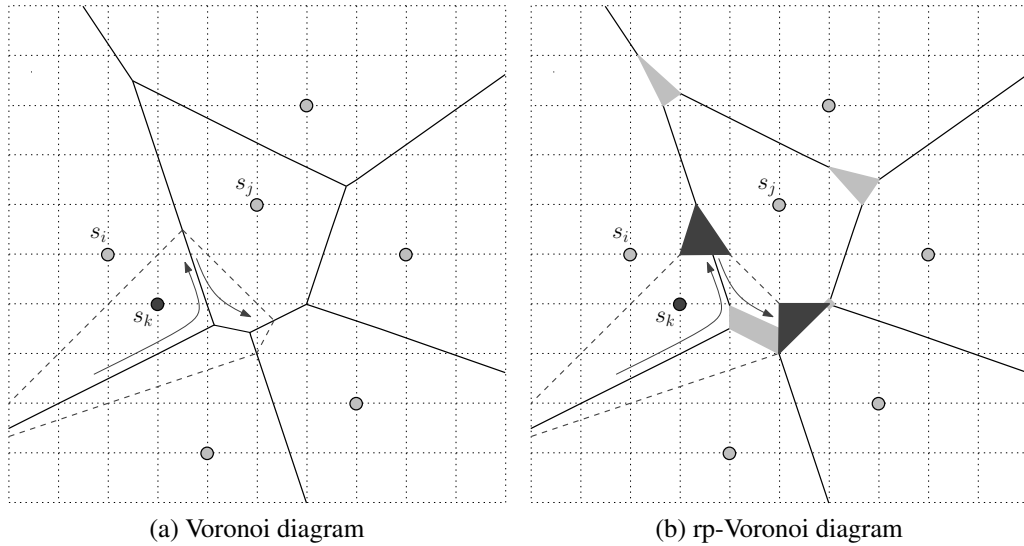 s_j
s_i
s_k
s_j
s_i
s_k
(a) Voronoi diagram
(b) rp-Voronoi diagram